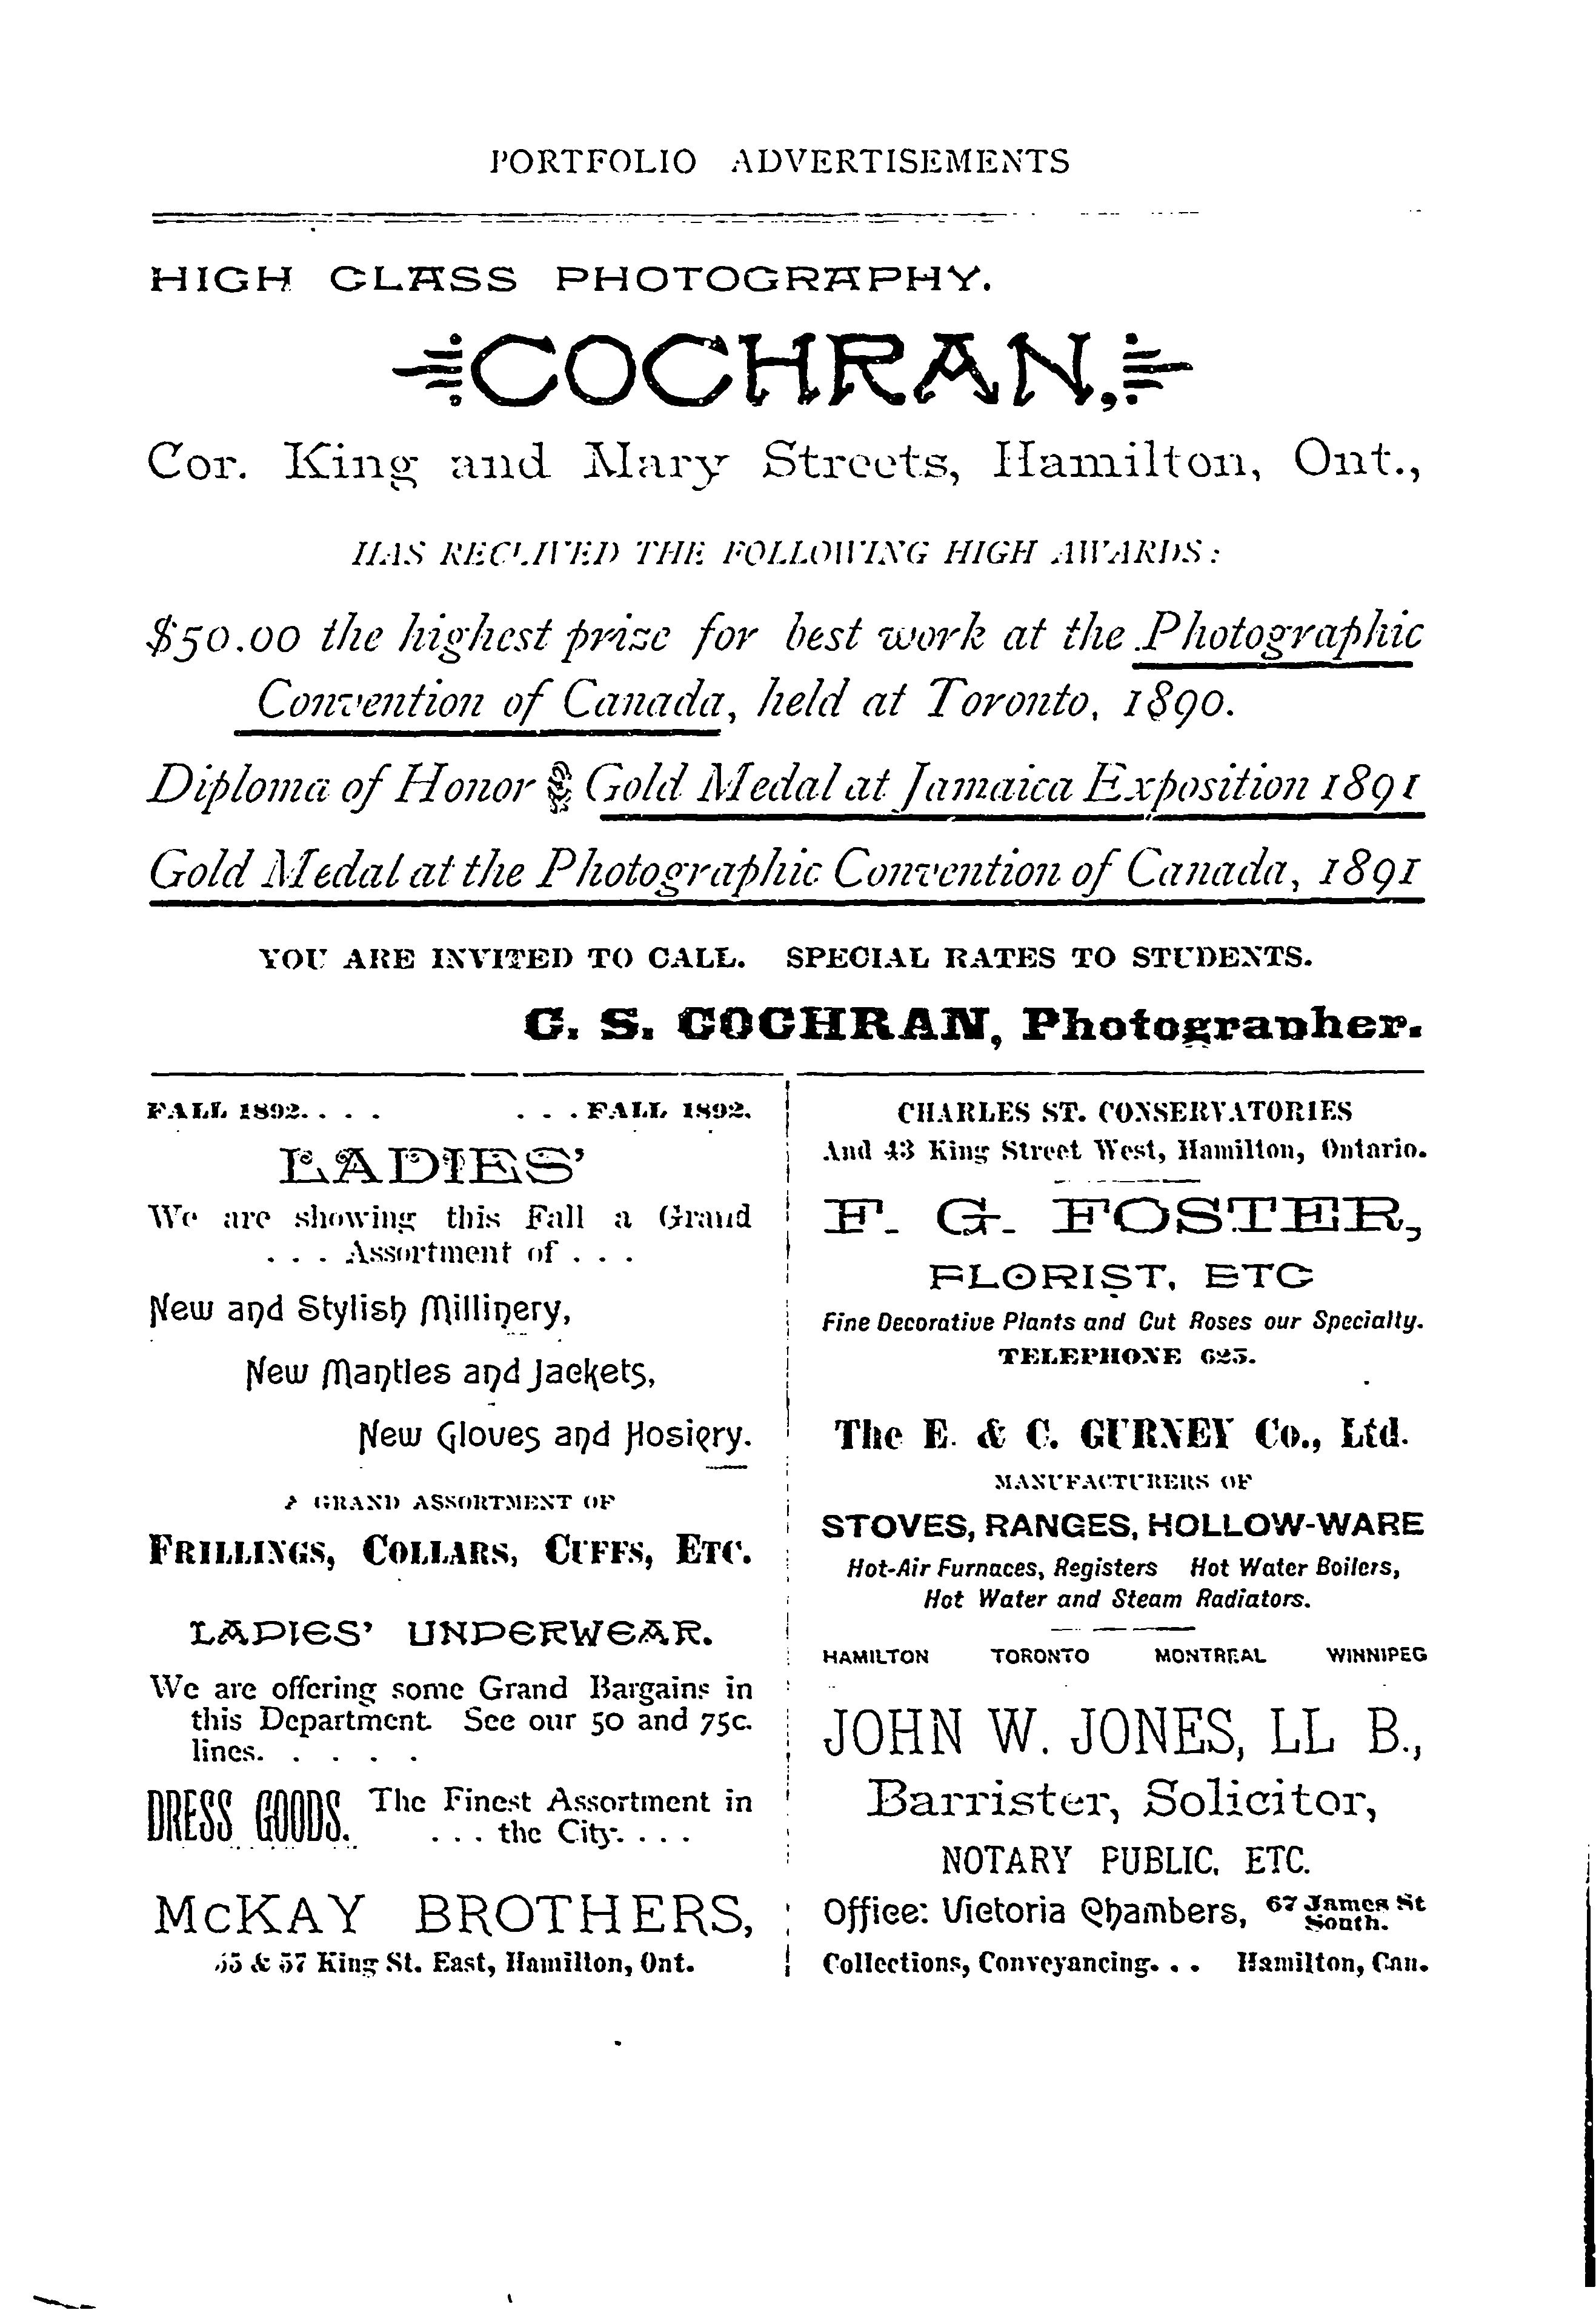 PORTFOLIO ADVERTISEMENTS
HIGH CLASS PHOTOGRAPHY.
COCHRAN,
Cor. King and Mary Streets, Hamilton, Ont.,
HAS RECEIVED THE FOLLOWING HIGH AWARDS:
$50.00 the highest prize for best work at the Photographic
Convention of Canada, held at Toronto, 1890.
Diploma of Honor & Gold Medal at Jamaica Exposition 1891
Gold Medal at the Photographic Convention of Canada, 1891
YOU ARE INVITED TO CALL. SPECIAL RATES TO STUDENTS.
C. S. COCHRAN, Photographer.
FALL 1892. . . . . . . FALL 1892.
LADIES'
We are showing this Fall a Grand
. . . Assortment of . . .
New and Stylish Millinery,
New Mantles and Jackets,
New Gloves and Hosiery.
A GRAND ASSORTMENT OF
FRILLINGS, COLLARS, CUFFS, ETC.
LADIES' UNDERWEAR.
We are offering some Grand Bargains in
this Department. See our 50 and 75c.
lines. . . . . .
DRESS GOODS. The Finest Assortment in
. . . the City. . . .
McKAY BROTHERS,
55 & 57 King St. East, Hamilton, Ont.
CHARLES ST. CONSERVATORIES
And 43 King Street West, Hamilton, Ontario.
F. G. FOSTER,
FLORIST, ETC
Fine Decorative Plants and Cut Roses our Specialty.
TELEPHONE 625.
The E. & C. GURNEY Co., Ltd.
MANUFACTURERS OF
STOVES, RANGES, HOLLOW-WARE
Hot-Air Furnaces, Registers Hot Water Boilers,
Hot Water and Steam Radiators.
HAMILTON TORONTO MONTREAL WINNIPEG
JOHN W. JONES, LL B.,
Barrister, Solicitor,
NOTARY PUBLIC, ETC.
Office: Victoria Chambers, 67 James St South.
Collections, Conveyancing. . . Hamilton, Can.